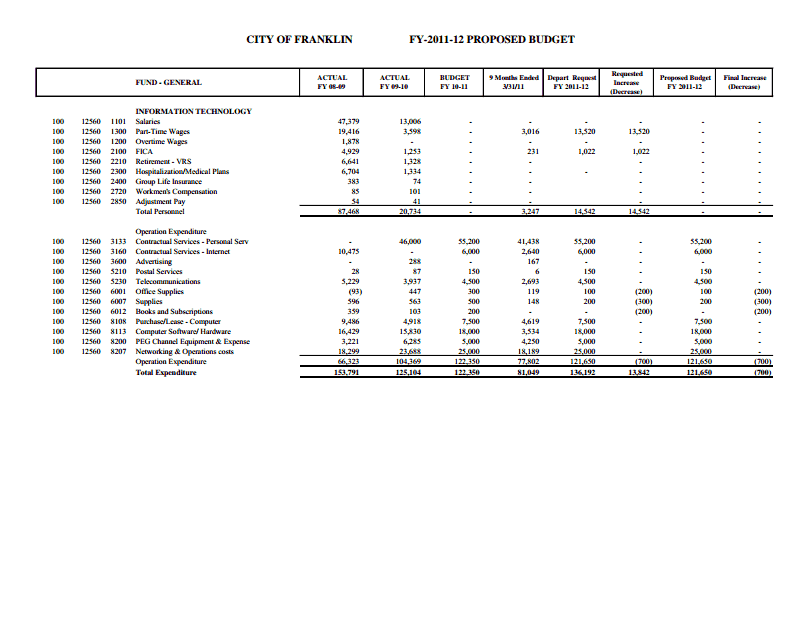 CITY OF FRANKLIN FY-2011-12 PROPOSED BUDGET
FUND - GENERAL ACTUAL FY 08-09 ACTUAL FY 09-10 BUDGET FY 10-11 9 Months Ended 3/31/11 Depart Request FY 2011-12 Requested Increase (Decrease) Proposed Budget FY 2011-12 Final Increase (Decrease)
INFORMATION TECHNOLOGY
100 12560 1101 Salaries 47,379 13,006 - - - - -
100 12560 1300 Part-Time Wages 19,416 3,598 - 3,016 13,520 13,520 - -
100 12560 1200 Overtime Wages 1,878 - - - - - -
100 12560 2100 FICA 4,929 1,253 - 231 1,022 1,022 - -
100 12560 2210 Retirement - VRS 6,641 1,328 - - - - -
100 12560 2300 Hospitalization/Medical Plans 6,704 1,334 - - - - - -
100 12560 2400 Group Life Insurance 383 74 - - - - -
100 12560 2720 Workmen's Compensation 85 101 - - - - -
100 12560 2850 Adjustment Pay 54 41 - - - - -
Total Personnel 87,468 20,734 - 3,247 14,542 14,542 - -
Operation Expenditure
100 12560 3133 Contractual Services - Personal Serv - 46,000 55,200 41,438 55,200 55,200 -
100 12560 3160 Contractual Services - Internet 10,475 - 6,000 2,640 6,000 6,000 -
100 12560 3600 Advertising - 288 - 167 - - -
100 12560 5210 Postal Services 28 87 150 6 150 150 -
100 12560 5230 Telecommunications 5,229 3,937 4,500 2,693 4,500 4,500 -
100 12560 6001 Office Supplies (93) 447 300 119 100 (200) 100 (200)
100 12560 6007 Supplies 596 563 500 148 200 (300) 200 (300)
100 12560 6012 Books and Subscriptions 359 103 200 - - (200) - (200)
100 12560 8108 Purchase/Lease - Computer 9,486 4,918 7,500 4,619 7,500 7,500 -
100 12560 8113 Computer Software/ Hardware 16,429 15,830 18,000 3,534 18,000 18,000 -
100 12560 8200 PEG Channel Equipment & Expense 3,221 6,285 5,000 4,250 5,000 5,000 -
100 12560 8207 Networking & Operations costs 18,299 23,688 25,000 18,189 25,000 25,000 -
Operation Expenditure 66,323 104,369 122,350 77,802 121,650 (700) 121,650 (700)
Total Expenditure 153,791 125,104 122,350 81,049 136,192 13,842 121,650 (700)